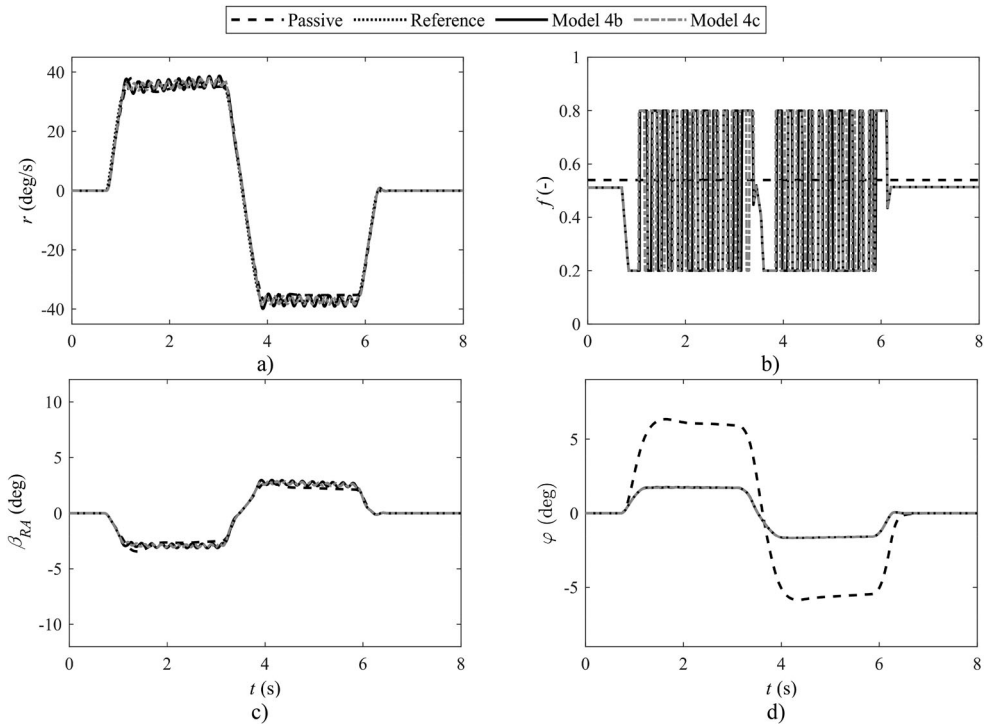 Passive Reference Model 4b Model 4c
40
20
0
-20
-40
r (deg/s)
0 2 4 6 8
a)
1
0.8
0.6
0.4
0.2
0
f (-)
0 2 4 6 8
b)
10
5
0
-5
-10
β_RA (deg)
0 2 4 6 8
t (s)
c)
5
0
-5
φ (deg)
0 2 4 6 8
t (s)
d)